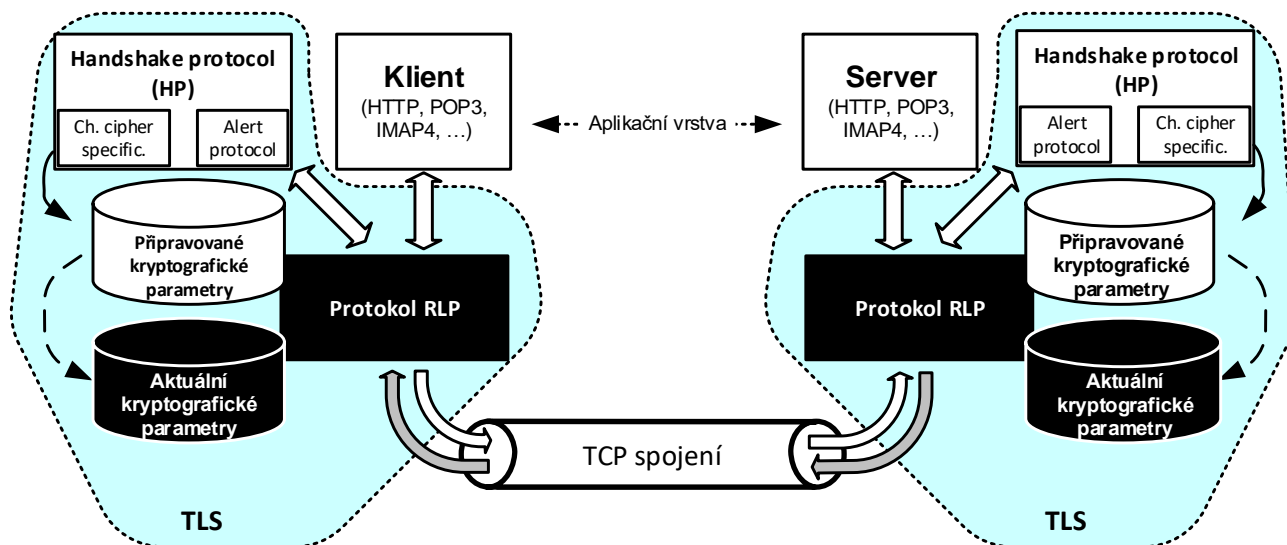 Handshake protocol
(HP)
Ch. cipher
specific.
Alert
protocol
Klient
(HTTP, POP3,
IMAP4, …)
Aplikační vrstva
Server
(HTTP, POP3,
IMAP4, …)
Handshake protocol
(HP)
Alert
protocol
Ch. cipher
specific.
Připravované
kryptografické
parametry
Protokol RLP
Aktuální
kryptografické
parametry
Protokol RLP
Připravované
kryptografické
parametry
Aktuální
kryptografické
parametry
TCP spojení
TLS
TLS